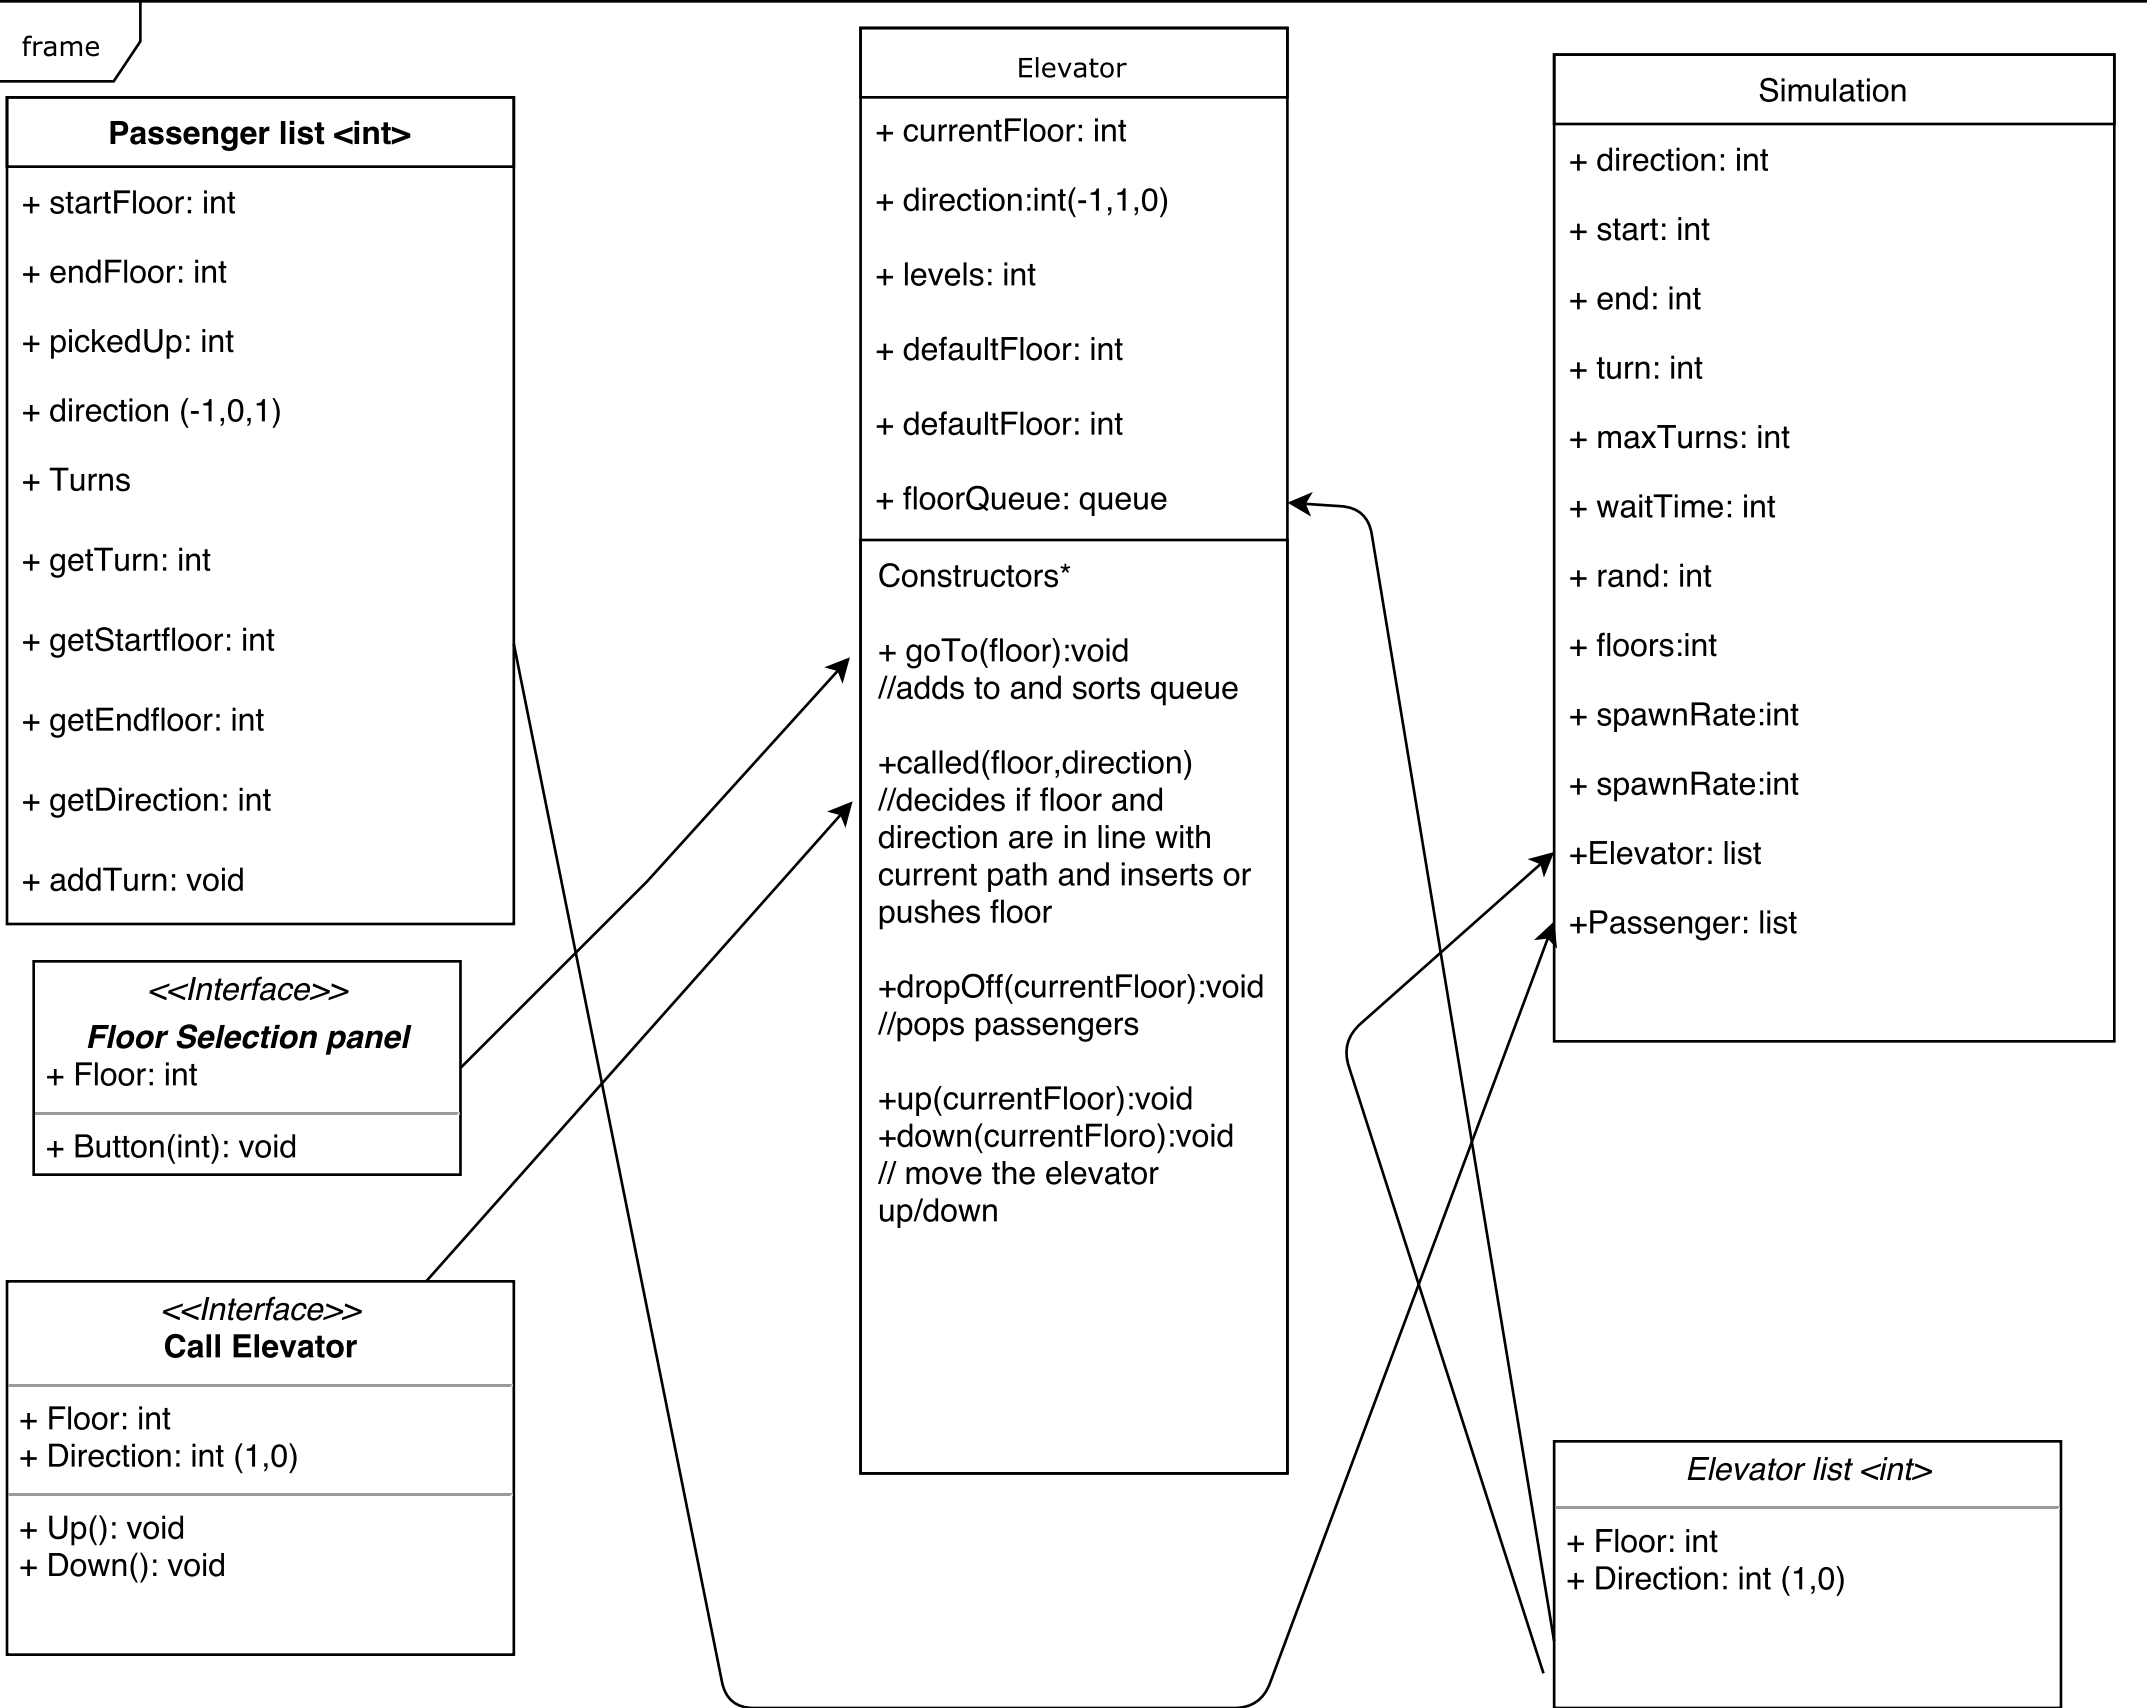 frame
Passenger list <int>
+ startFloor: int
+ endFloor: int
+ pickedUp: int
+ direction (-1,0,1)
+ Turns
+ getTurn: int
+ getStartfloor: int
+ getEndfloor: int
+ getDirection: int
+ addTurn: void
<<Interface>>
Floor Selection panel
+ Floor: int
+ Button(int): void
<<Interface>>
Call Elevator
+ Floor: int
+ Direction: int (1,0)
+ Up(): void
+ Down(): void
Elevator
+ currentFloor: int
+ direction:int(-1,1,0)
+ levels: int
+ defaultFloor: int
+ defaultFloor: int
+ floorQueue: queue
Constructors*
+ goTo(floor):void
//adds to and sorts queue
+called(floor,direction)
//decides if floor and
direction are in line with
current path and inserts or
pushes floor
+dropOff(currentFloor):void
//pops passengers
+up(currentFloor):void
+down(currentFloro):void
// move the elevator
up/down
Simulation
+ direction: int
+ start: int
+ end: int
+ turn: int
+ maxTurns: int
+ waitTime: int
+ rand: int
+ floors:int
+ spawnRate:int
+ spawnRate:int
+Elevator: list
+Passenger: list
Elevator list <int>
+ Floor: int
+ Direction: int (1,0)